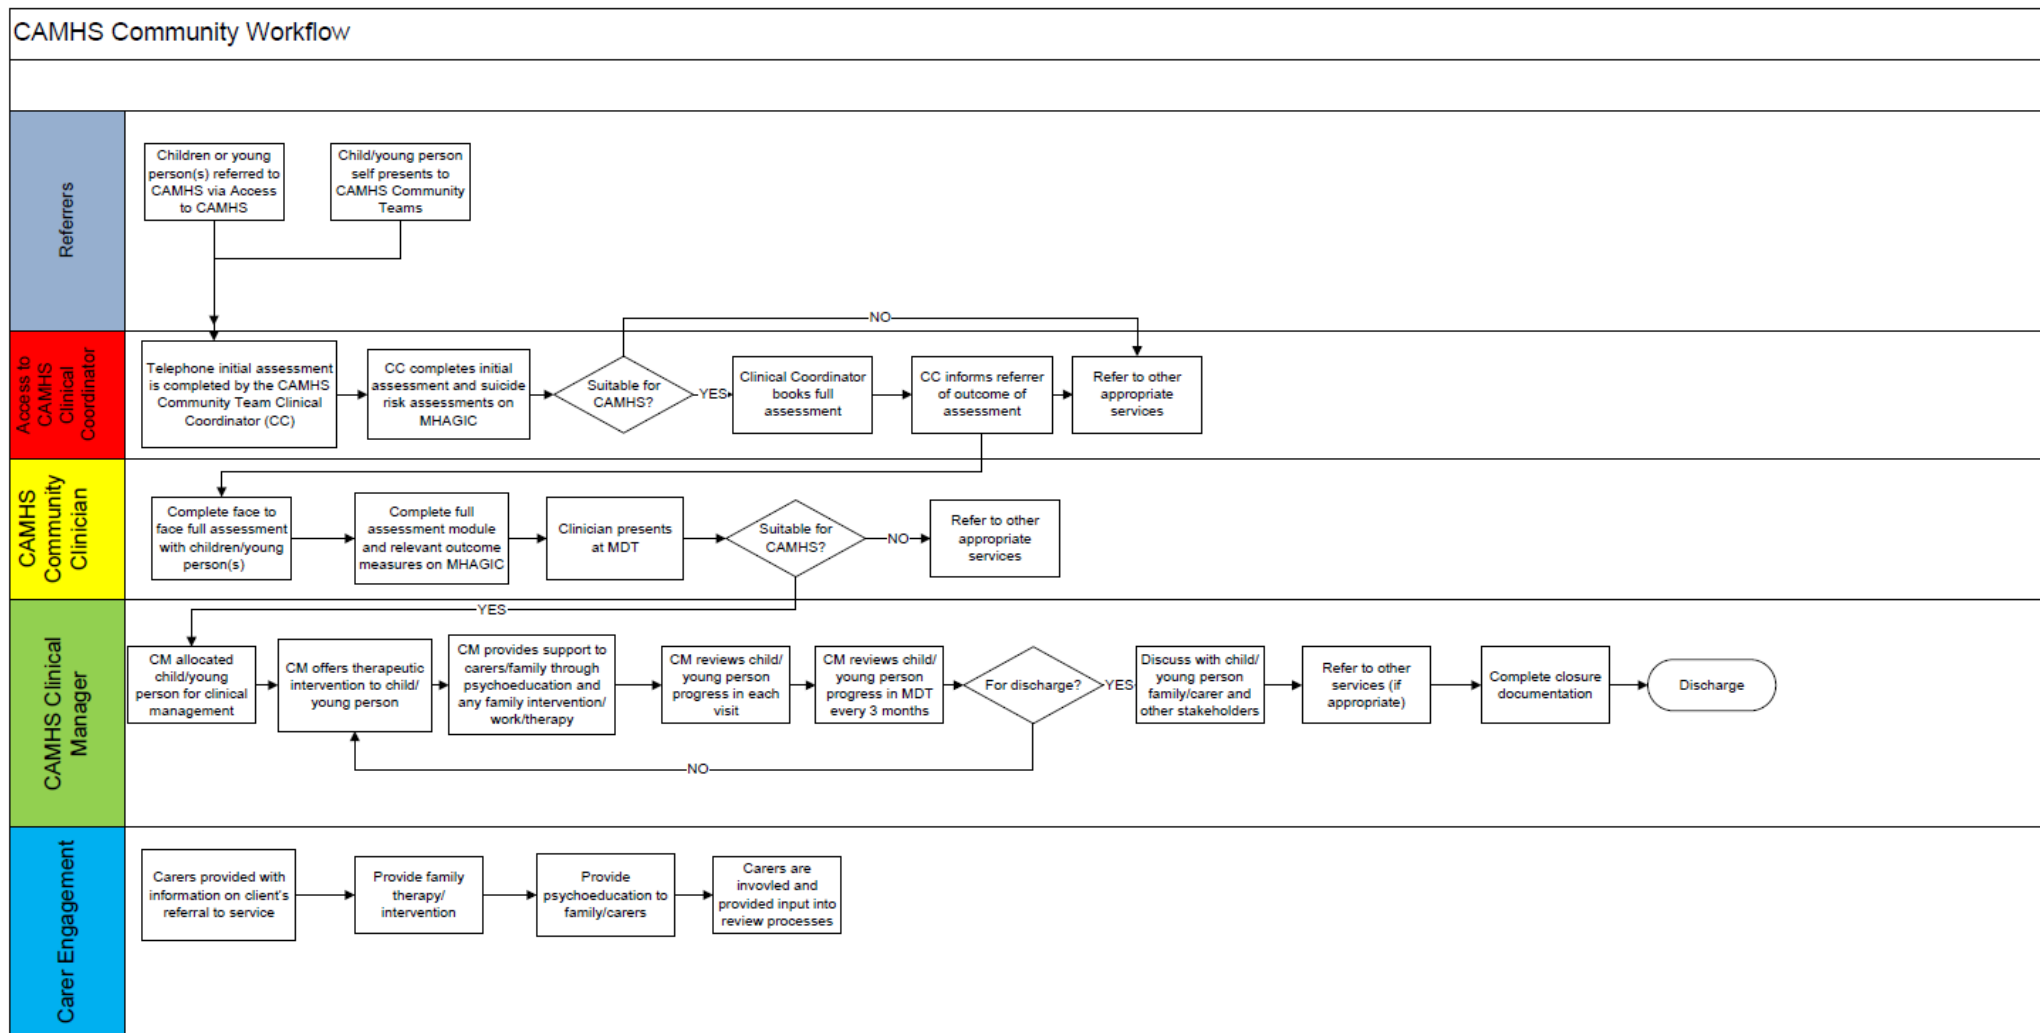 CAMHS Community Workflow
Referrers
Children or young
person(s) referred to
CAMHS via Access
to CAMHS
Child/young person
self presents to
CAMHS Community
Teams
Access to
CAMHS
Clinical
Coordinator
Telephone initial assessment
is completed by the CAMHS
Community Team Clinical
Coordinator (CC)
CC completes initial
assessment and suicide
risk assessments on
MHAGIC
Suitable for
CAMHS?
NO
YES
Clinical Coordinator
books full
assessment
CC informs referrer
of outcome of
assessment
Refer to other
appropriate
services
CAMHS
Community
Clinician
Complete face to
face full assessment
with children/young
person(s)
Complete full
assessment module
and relevant outcome
measures on MHAGIC
Clinician presents
at MDT
Suitable for
CAMHS?
NO
Refer to other
appropriate
services
YES
CAMHS Clinical
Manager
CM allocated
child/young
person for clinical
management
CM offers therapeutic
intervention to child/
young person
CM provides support to
carers/family through
psychoeducation and
any family intervention/
work/therapy
CM reviews child/
young person
progress in each
visit
CM reviews child/
young person
progress in MDT
every 3 months
For discharge?
YES
NO
Discuss with child/
young person
family/carer and
other stakeholders
Refer to other
services (if
appropriate)
Complete closure
documentation
Discharge
Carer Engagement
Carers provided with
information on client's
referral to service
Provide family
therapy/
intervention
Provide
psychoeducation to
family/carers
Carers are
invovled and
provided input into
review processes